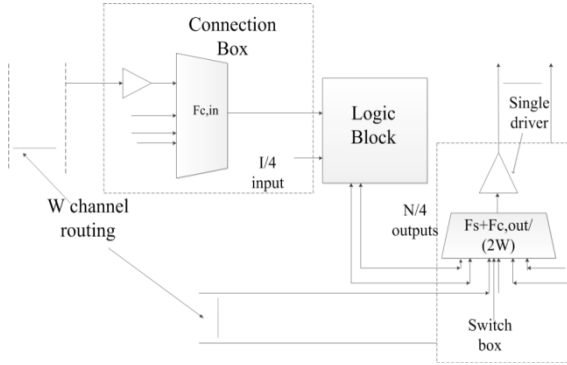 Connection
Box
Fc,in
Logic
Block
Single
driver
I/4
input
W channel
routing
N/4
outputs
Fs+Fc,out/
(2W)
Switch
box